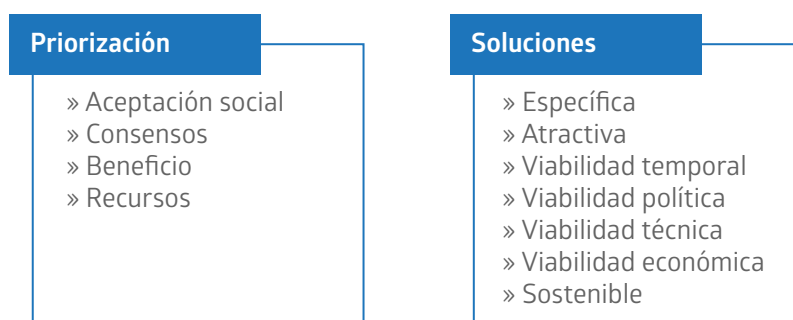 Priorización
» Aceptación social
» Consensos
» Beneficio
» Recursos
Soluciones
» Específica
» Atractiva
» Viabilidad temporal
» Viabilidad política
» Viabilidad técnica
» Viabilidad económica
» Sostenible